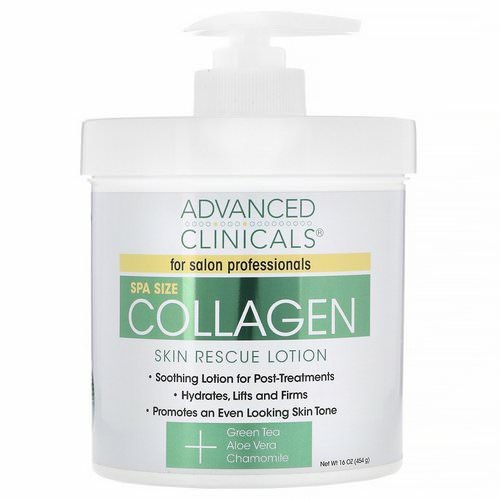 ADVANCED
CLINICALS®
for salon professionals
SPA SIZE
COLLAGEN
SKIN RESCUE LOTION
• Soothing Lotion for Post-Treatments
• Hydrates, Lifts and Firms
• Promotes an Even Looking Skin Tone
+ Green Tea
Aloe Vera
Chamomile
Net Wt 16 OZ (454 g)